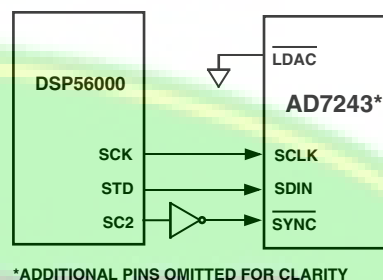 LDAC
DSP56000
AD7243*
SCK
SCLK
STD
SDIN
SC2
SYNC
*ADDITIONAL PINS OMITTED FOR CLARITY